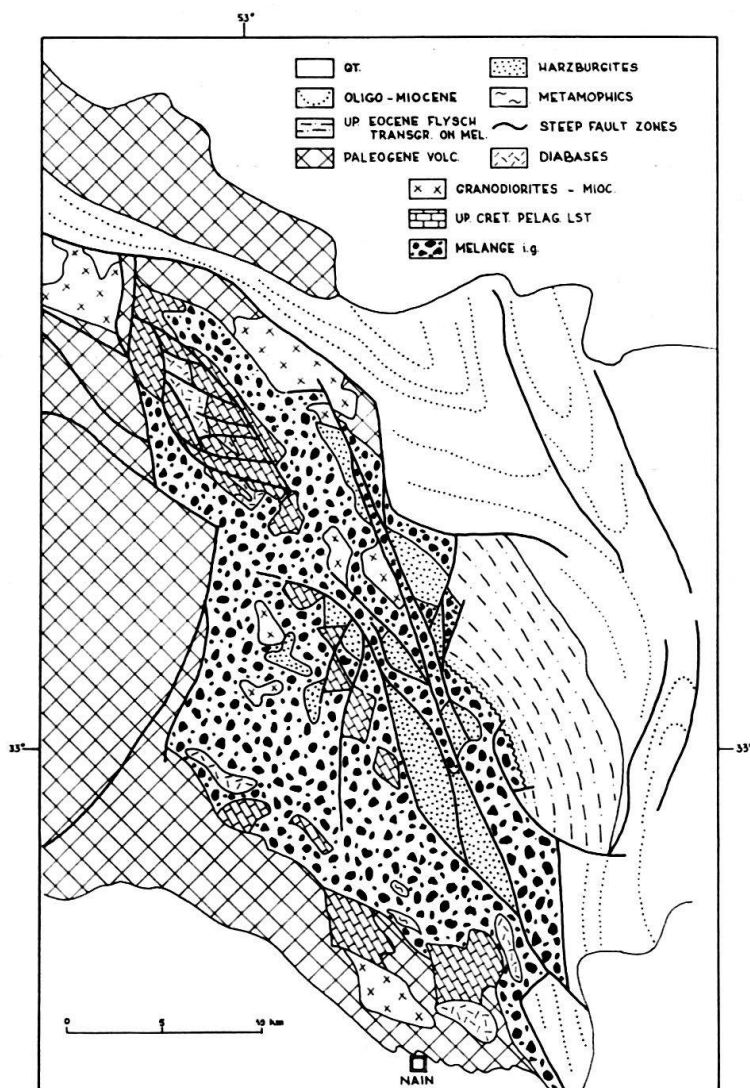 53°
QT.
OLIGO-MIOCENE
UP. EOCENE FLYSCH
TRANSGR. ON MEL.
PALEOGENE VOLC.
HARZBURGITES
METAMOPHICS
STEEP FAULT ZONES
DIABASES
GRANODIORITES - MIOC.
UP. CRET. PELAG. LST
MELANGE i.g.
33°
33°
0 5 10 km
NAIN